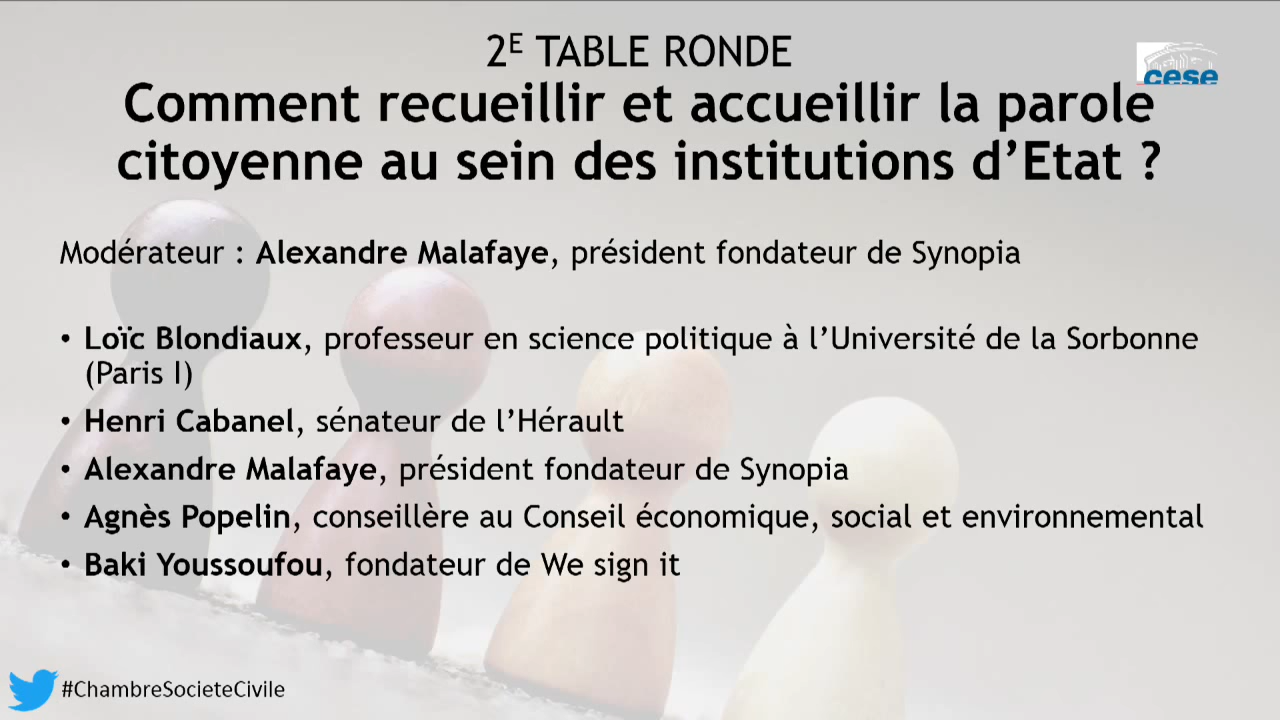 2E TABLE RONDE
cese
Comment recueillir et accueillir la parole
citoyenne au sein des institutions d’Etat ?
Modérateur : Alexandre Malafaye, président fondateur de Synopia
• Loïc Blondiaux, professeur en science politique à l’Université de la Sorbonne
(Paris I)
• Henri Cabanel, sénateur de l’Hérault
• Alexandre Malafaye, président fondateur de Synopia
• Agnès Popelin, conseillère au Conseil économique, social et environnemental
• Baki Youssoufou, fondateur de We sign it
#ChambreSocieteCivile